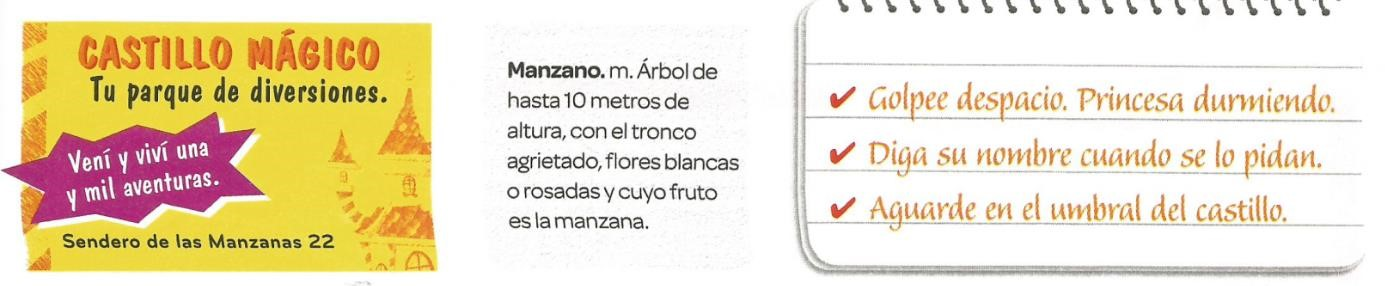 CASTILLO MÁGICO
Tu parque de diversiones.
Vení y viví una
y mil aventuras.
Sendero de las Manzanas 22
Manzano. m. Árbol de
hasta 10 metros de
altura, con el tronco
agrietado, flores blancas
o rosadas y cuyo fruto
es la manzana.
✔ Golpee despacio. Princesa durmiendo.
✔ Diga su nombre cuando se lo pidan.
✔ Aguarde en el umbral del castillo.